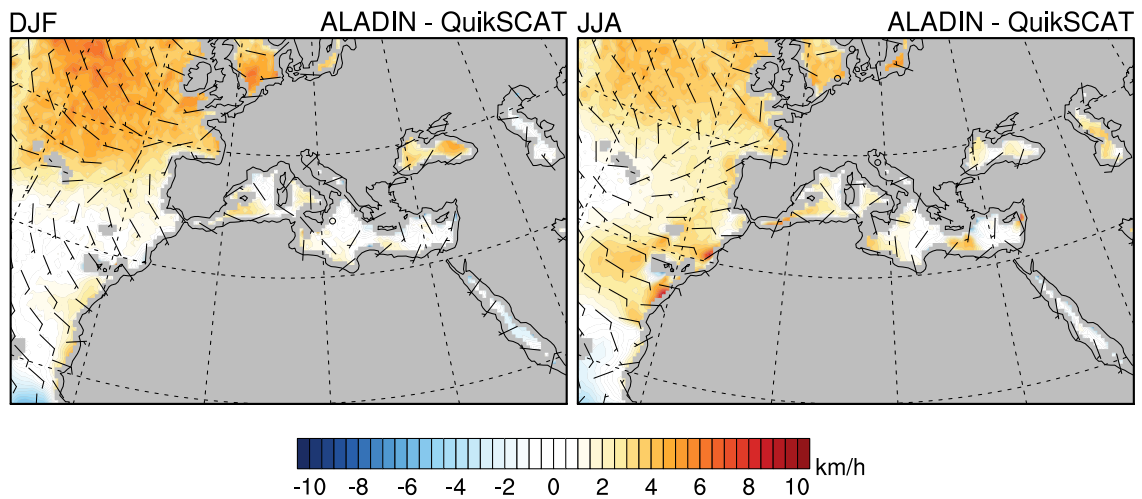 DJF ALADIN - QuikSCAT
JJA ALADIN - QuikSCAT
-10 -8 -6 -4 -2 0 2 4 6 8 10 km/h